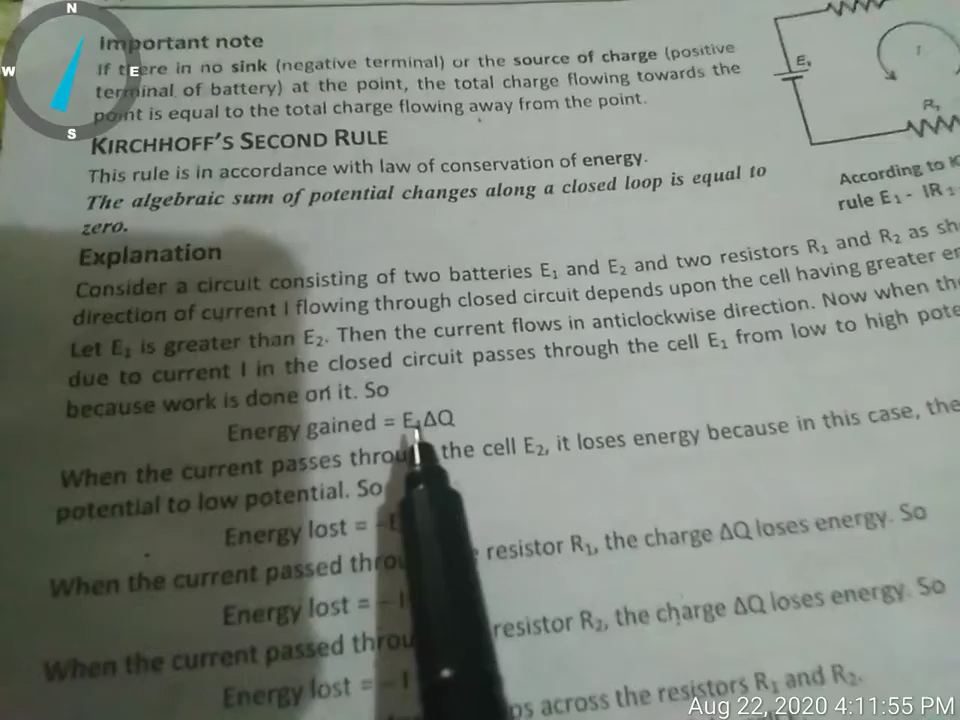 N
W
E
S
Important note
If there in no sink (negative terminal) or the source of charge (positive
terminal of battery) at the point, the total charge flowing towards the
point is equal to the total charge flowing away from the point.
KIRCHHOFF'S SECOND RULE
This rule is in accordance with law of conservation of energy.
The algebraic sum of potential changes along a closed loop is equal to
zero.
Explanation
Consider a circuit consisting of two batteries E₁ and E₂ and two resistors R₁ and R₂ as
direction of current I flowing through closed circuit depends upon the cell having greater
Let E₁ is greater than E₂. Then the current flows in anticlockwise direction. Now when
due to current I in the closed circuit passes through the cell E₁ from low to high
because work is done on it. So
Energy gained = E₁ΔQ
When the current passes the cell E₂, it loses energy because in this case, the
potential to low potential. So
Energy lost = –
When the current passed resistor R₁, the charge ΔQ loses energy. So
Energy lost = – I
When the current passed resistor R₂, the charge ΔQ loses energy. So
Energy lost = – I
across the resistors R₁ and R₂.
E₁
I
According to
rule E₁ - IR
Aug 22, 2020 4:11:55 PM